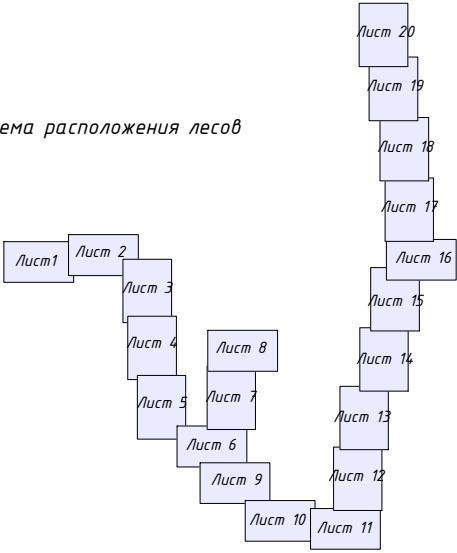 Лист 20
Лист 19
ема расположения лесов
Лист 18
Лист 17
Лист1
Лист 2
Лист 16
Лист 3
Лист 15
Лист 4
Лист 8
Лист 14
Лист 5
Лист 7
Лист 13
Лист 6
Лист 9
Лист 12
Лист 10
Лист 11